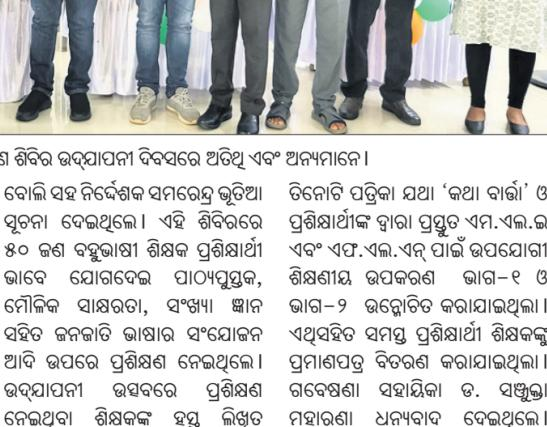 ଣ ଶିବିର ଉଦ୍‌ଯାପନୀ ଦିବସରେ ଅତିଥି ଏବଂ ଅନ୍ୟମାନେ।
ବୋଲି ସହ ନିର୍ଦ୍ଦେଶକ ସମରେନ୍ଦ୍ର ଭୂତିଆ
ସୂଚନା ଦେଇଥିଲେ। ଏହି ଶିବିରରେ
୫୦ ଜଣ ବହୁଭାଷୀ ଶିକ୍ଷକ ପ୍ରଶିକ୍ଷାର୍ଥୀ
ଭାବେ ଯୋଗଦେଇ ପାଠ୍ୟପୁସ୍ତକ,
ମୌଳିକ ସାକ୍ଷରତା, ସଂଖ୍ୟା ଜ୍ଞାନ
ସହିତ ଜନଜାତି ଭାଷାର ସଂଯୋଜନ
ଆଦି ଉପରେ ପ୍ରଶିକ୍ଷଣ ନେଇଥିଲେ।
ଉଦ୍‌ଯାପନୀ ଉତ୍ସବରେ ପ୍ରଶିକ୍ଷଣ
ନେଇଥିବା ଶିକ୍ଷକଙ୍କ ହସ୍ତ ଲିଖିତ
ତିନୋଟି ପତ୍ରିକା ଯଥା ‘କଥା ବାର୍ତ୍ତା’ ଓ
ପ୍ରଶିକ୍ଷାର୍ଥୀଙ୍କ ଦ୍ୱାରା ପ୍ରସ୍ତୁତ ଏମ.ଏଲ.ଇ
ଏବଂ ଏଫ.ଏଲ.ଏନ୍ ପାଇଁ ଉପଯୋଗୀ
ଶିକ୍ଷଣୀୟ ଉପକରଣ ଭାଗ-୧ ଓ
ଭାଗ-୨ ଉନ୍ମୋଚିତ କରାଯାଇଥିଲା।
ଏଥିସହିତ ସମସ୍ତ ପ୍ରଶିକ୍ଷାର୍ଥୀ ଶିକ୍ଷକଙ୍କୁ
ପ୍ରମାଣପତ୍ର ବିତରଣ କରାଯାଇଥିଲା।
ଗବେଷଣା ସହାୟିକା ଡ. ସଞ୍ଜୁକ୍ତା
ମହାରଣା ଧନ୍ୟବାଦ ଦେଇଥିଲେ।